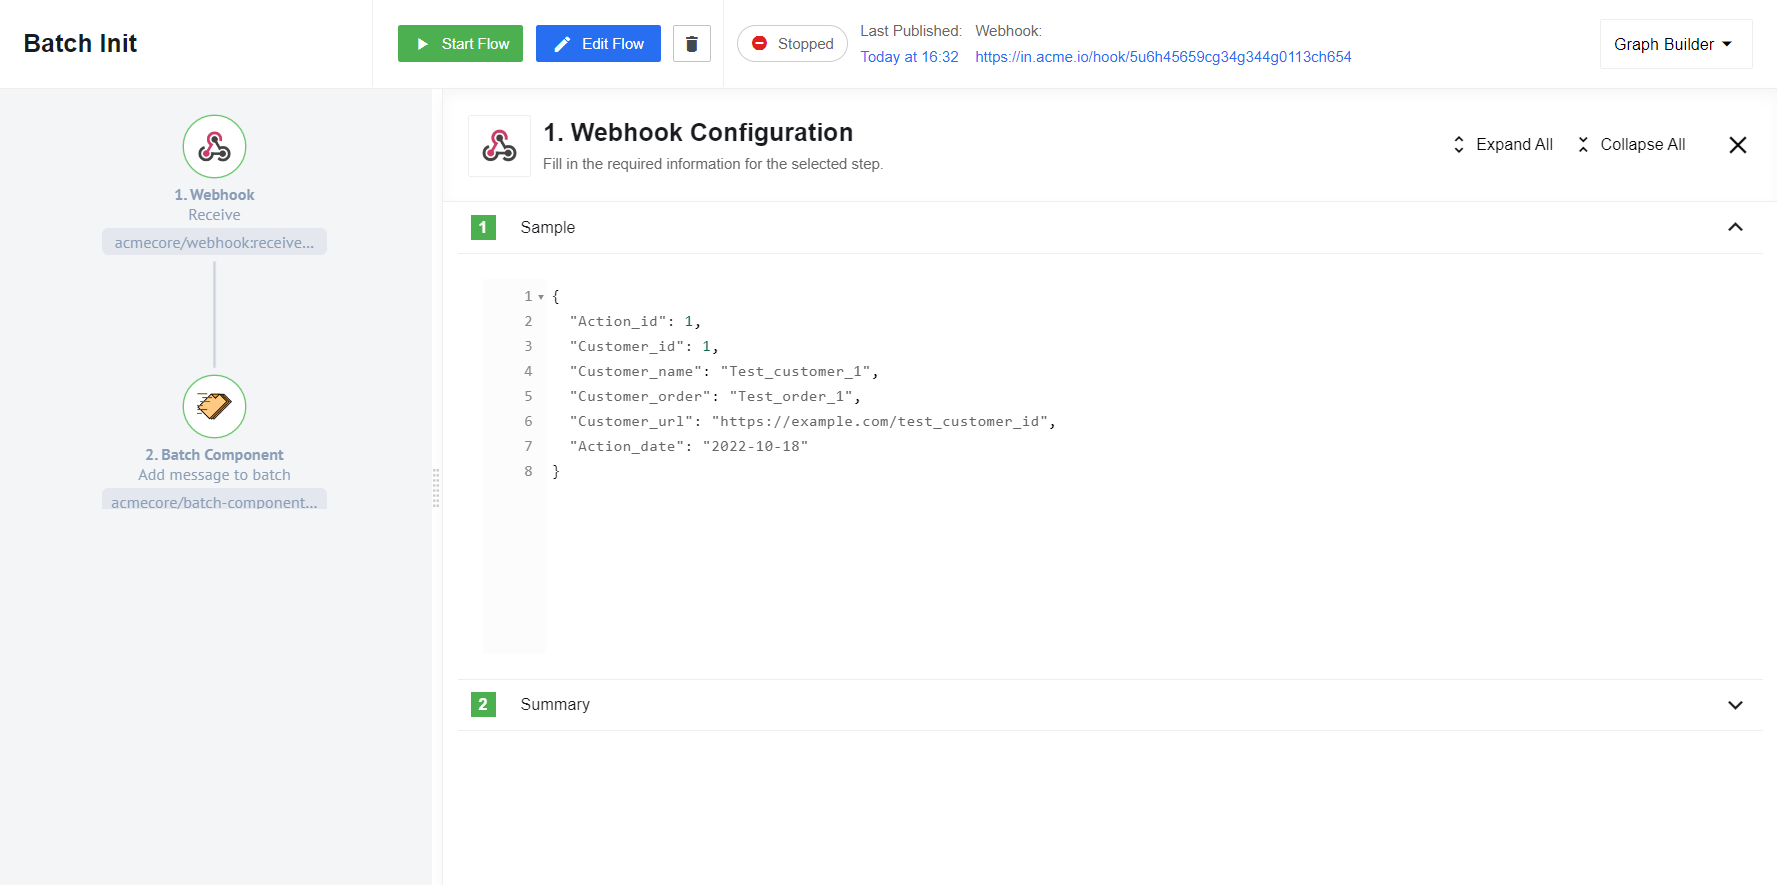 Batch Init
Start Flow
Edit Flow
Stopped
Last Published:
Today at 16:32
Webhook:
https://in.acme.io/hook/5u6h45659cg34g344g0113ch654
Graph Builder
1. Webhook
Receive
acmecore/webhook:receive...
2. Batch Component
Add message to batch
acmecore/batch-component...
1. Webhook Configuration
Fill in the required information for the selected step.
Expand All
Collapse All
1 Sample
1 {
2 "Action_id": 1,
3 "Customer_id": 1,
4 "Customer_name": "Test_customer_1",
5 "Customer_order": "Test_order_1",
6 "Customer_url": "https://example.com/test_customer_id",
7 "Action_date": "2022-10-18"
8 }
2 Summary